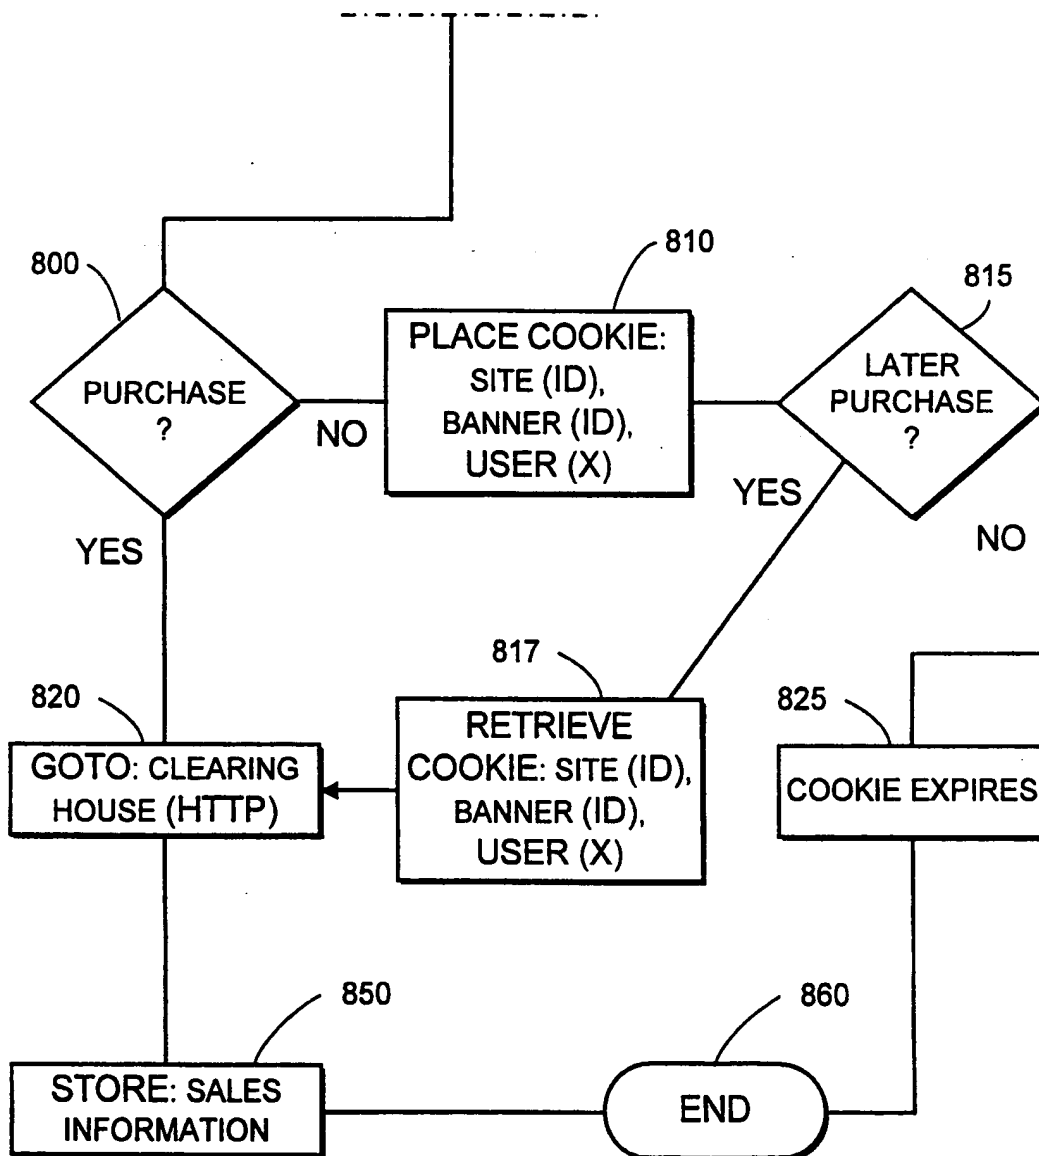 800
810
815
PURCHASE
?
NO
PLACE COOKIE:
SITE (ID),
BANNER (ID),
USER (X)
LATER
PURCHASE
?
YES
YES
NO
817
820
825
GOTO: CLEARING
HOUSE (HTTP)
RETRIEVE
COOKIE: SITE (ID),
BANNER (ID),
USER (X)
COOKIE EXPIRES
850
860
STORE: SALES
INFORMATION
END